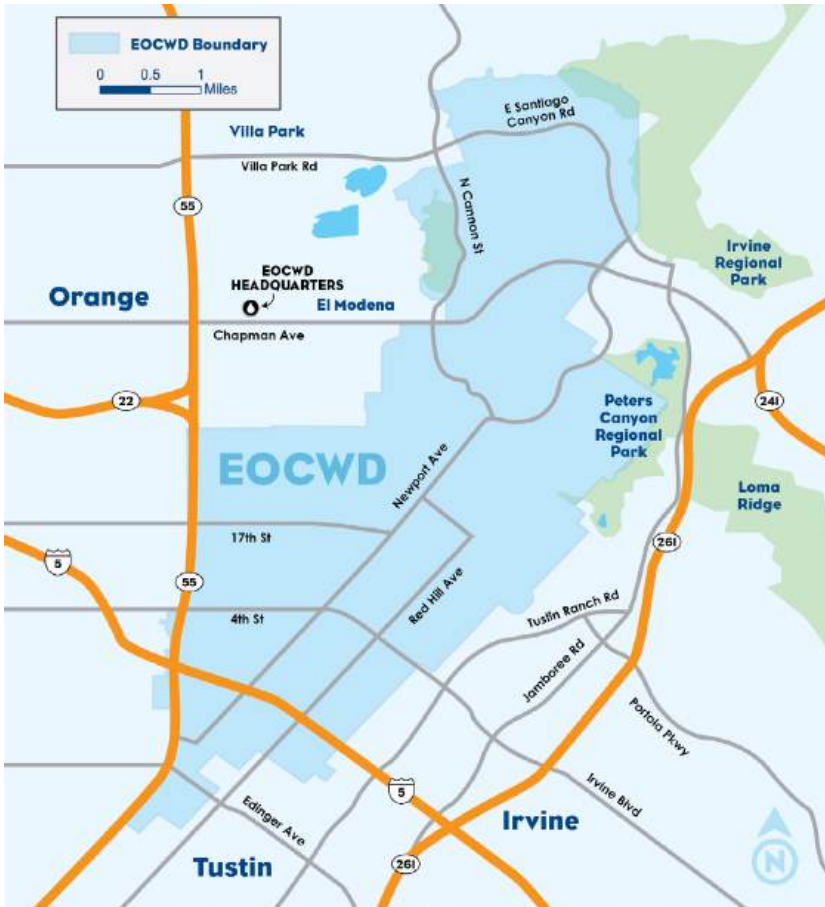 EOCWD Boundary
0 0.5 1
Miles
Villa Park
E Santiago
Canyon Rd
Villa Park Rd
55
N Cannon St
Irvine
Regional
Park
EOCWD
HEADQUARTERS
Orange
El Modena
Chapman Ave
22
241
Peters
Canyon
Regional
Park
EOCWD
Newport Ave
Loma
Ridge
17th St
261
5
55
Red Hill Ave
4th St
Tustin Ranch Rd
Jamboree Rd
Portola Pkwy
5
Irvine Blvd
Edinger Ave
Irvine
261
Tustin
N